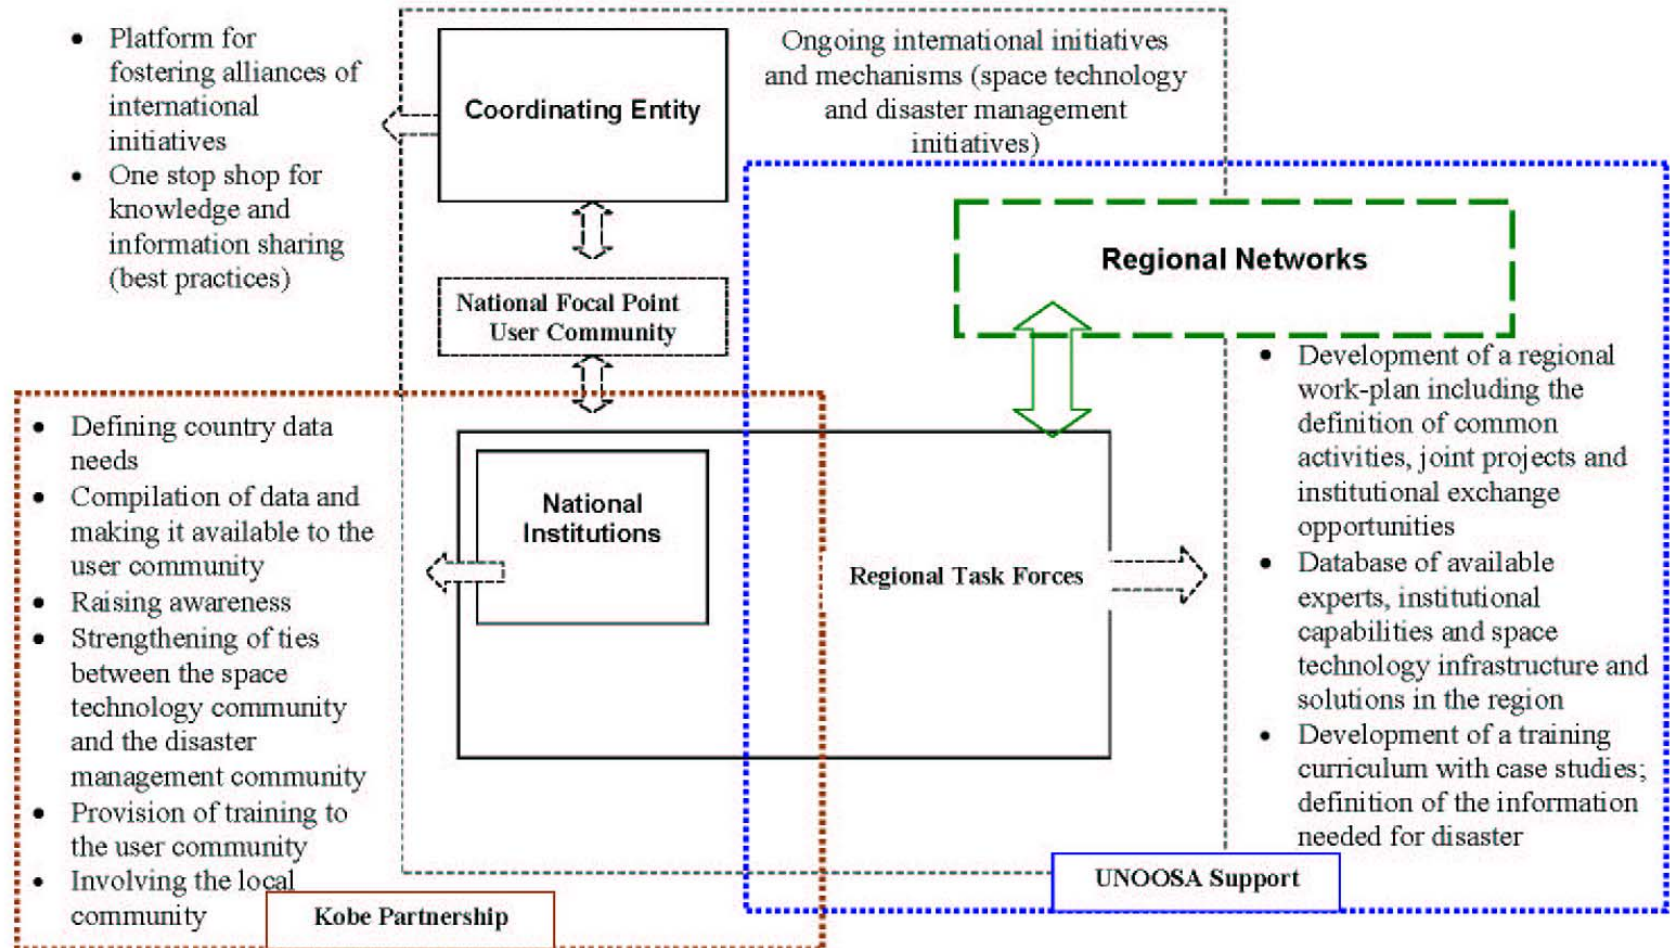 • Platform for
fostering alliances of
international
initiatives
• One stop shop for
knowledge and
information sharing
(best practices)
Coordinating Entity
Ongoing international initiatives
and mechanisms (space technology
and disaster management
initiatives)
National Focal Point
User Community
Regional Networks
• Defining country data
needs
• Compilation of data and
making it available to the
user community
• Raising awareness
• Strengthening of ties
between the space
technology community
and the disaster
management community
• Provision of training to
the user community
• Involving the local
community
Kobe Partnership
National
Institutions
Regional Task Forces
• Development of a regional
work-plan including the
definition of common
activities, joint projects and
institutional exchange
opportunities
• Database of available
experts, institutional
capabilities and space
technology infrastructure and
solutions in the region
• Development of a training
curriculum with case studies;
definition of the information
needed for disaster
UNOOSA Support